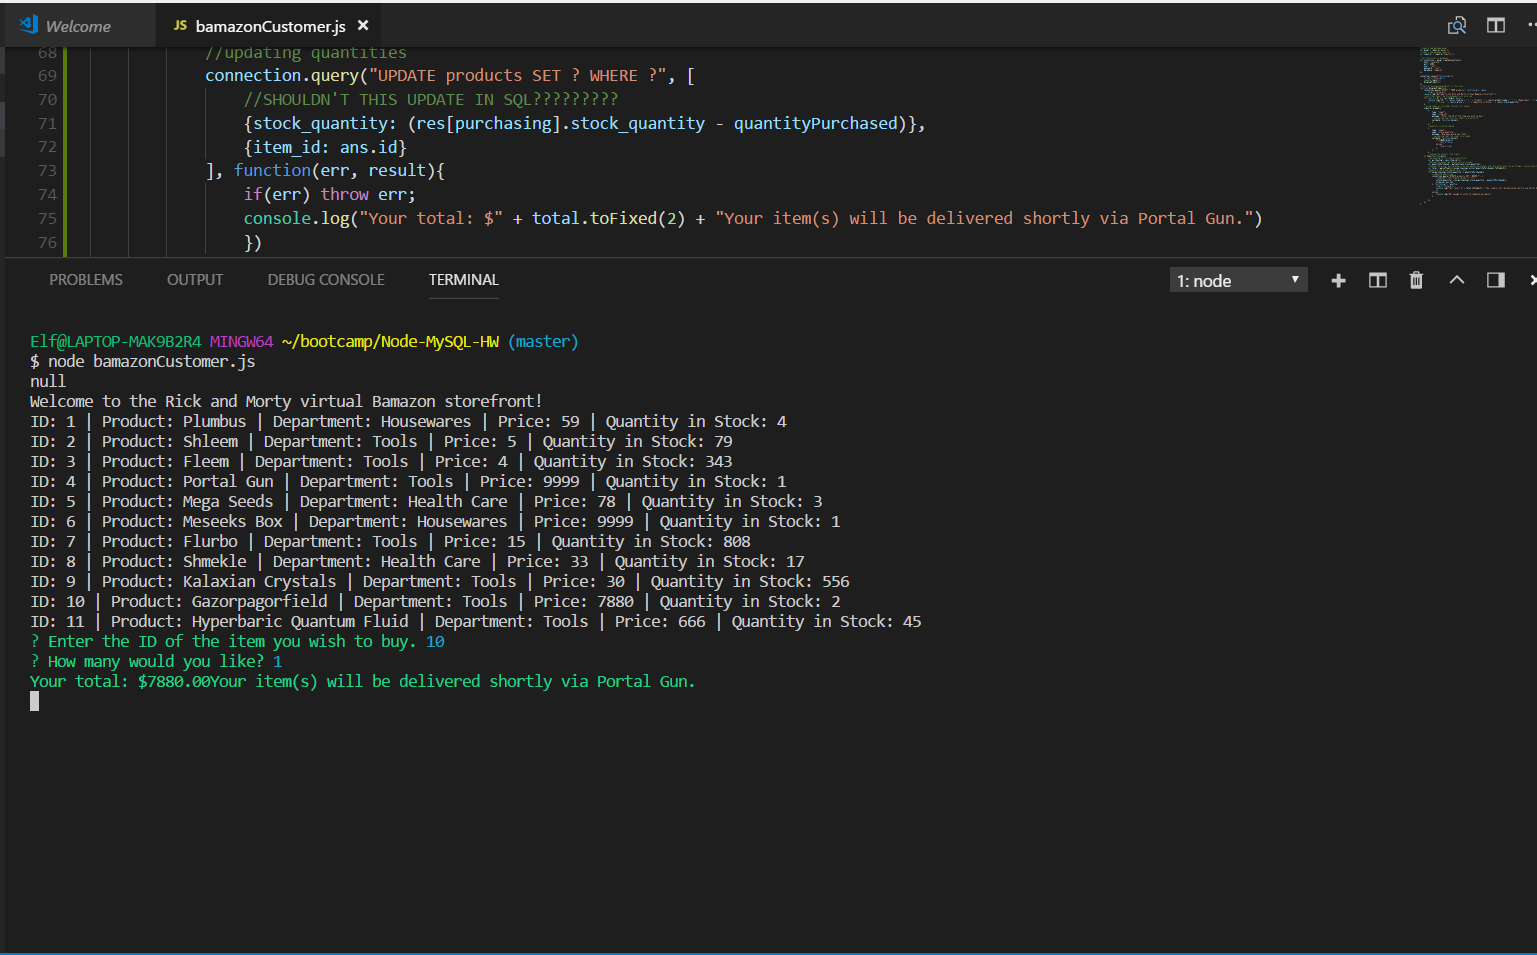 Welcome
JS bamazonCustomer.js ×
68 //updating quantities
69 connection.query("UPDATE products SET ? WHERE ?", [
70 //SHOULDN'T THIS UPDATE IN SQL?????????
71 {stock_quantity: (res[purchasing].stock_quantity - quantityPurchased)},
72 {item_id: ans.id}
73 ], function(err, result){
74 if(err) throw err;
75 console.log("Your total: $" + total.toFixed(2) + "Your item(s) will be delivered shortly via Portal Gun.")
76 })
PROBLEMS OUTPUT DEBUG CONSOLE TERMINAL 1: node
Elf@LAPTOP-MAK9B2R4 MINGW64 ~/bootcamp/Node-MySQL-HW (master)
$ node bamazonCustomer.js
null
Welcome to the Rick and Morty virtual Bamazon storefront!
ID: 1 | Product: Plumbus | Department: Housewares | Price: 59 | Quantity in Stock: 4
ID: 2 | Product: Shleem | Department: Tools | Price: 5 | Quantity in Stock: 79
ID: 3 | Product: Fleem | Department: Tools | Price: 4 | Quantity in Stock: 343
ID: 4 | Product: Portal Gun | Department: Tools | Price: 9999 | Quantity in Stock: 1
ID: 5 | Product: Mega Seeds | Department: Health Care | Price: 78 | Quantity in Stock: 3
ID: 6 | Product: Meseeks Box | Department: Housewares | Price: 9999 | Quantity in Stock: 1
ID: 7 | Product: Flurbo | Department: Tools | Price: 15 | Quantity in Stock: 808
ID: 8 | Product: Shmekle | Department: Health Care | Price: 33 | Quantity in Stock: 17
ID: 9 | Product: Kalaxian Crystals | Department: Tools | Price: 30 | Quantity in Stock: 556
ID: 10 | Product: Gazorpagorfield | Department: Tools | Price: 7880 | Quantity in Stock: 2
ID: 11 | Product: Hyperbaric Quantum Fluid | Department: Tools | Price: 666 | Quantity in Stock: 45
? Enter the ID of the item you wish to buy. 10
? How many would you like? 1
Your total: $7880.00Your item(s) will be delivered shortly via Portal Gun.